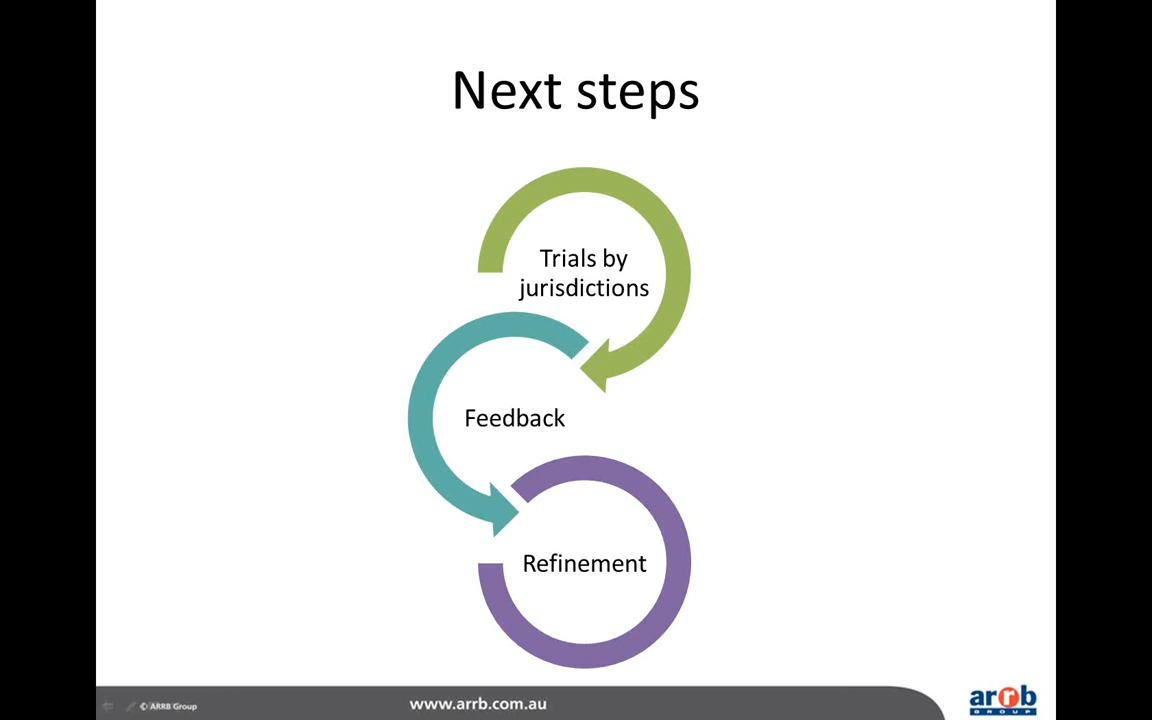 Next steps
Trials by
jurisdictions
Feedback
Refinement
© ARRB Group
www.arrb.com.au
arrb
GROUP